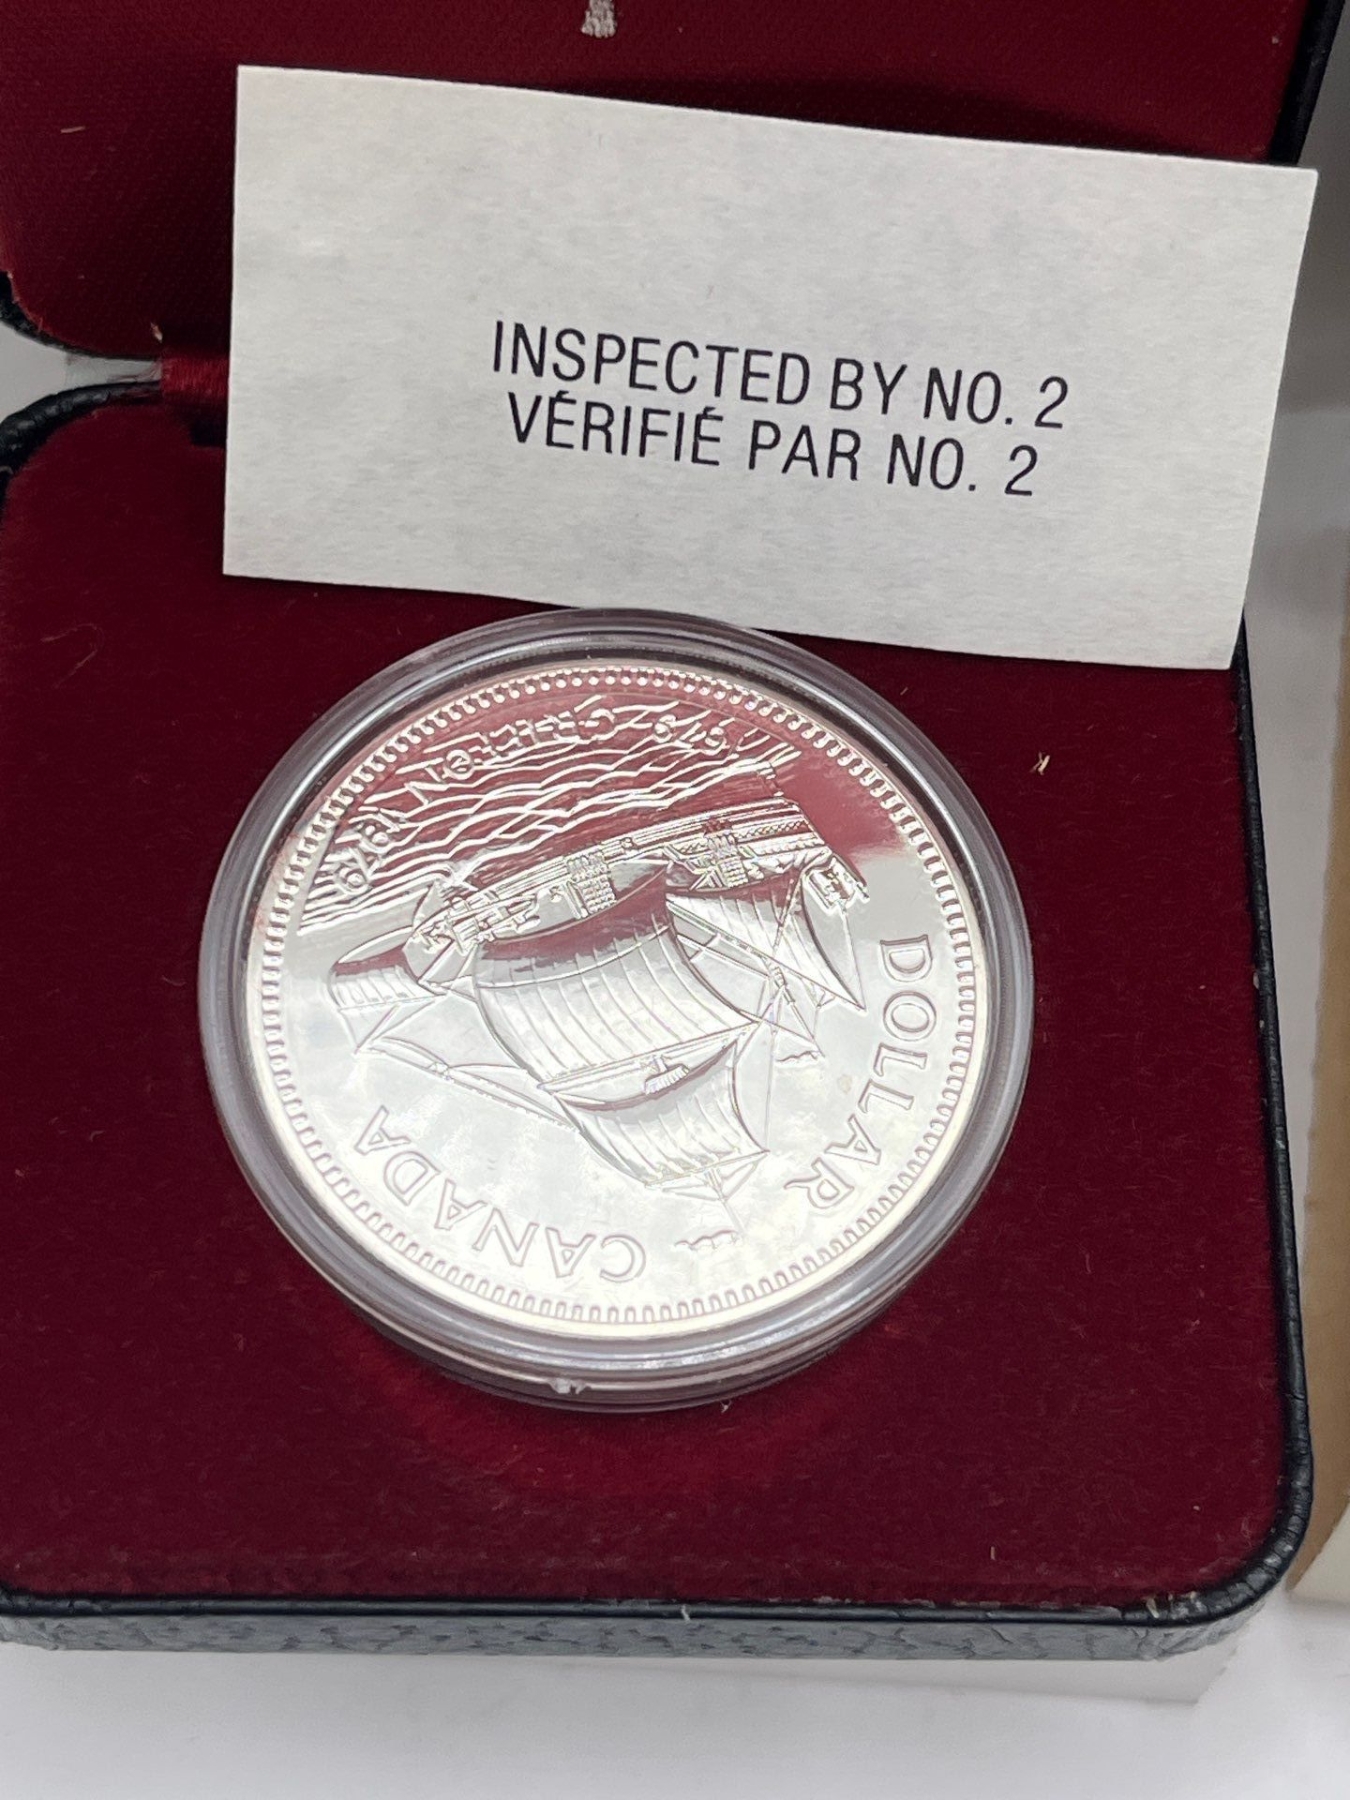 INSPECTED BY NO. 2
VÉRIFIÉ PAR NO. 2
CANADA DOLLAR
1679 GRIFFON 1979